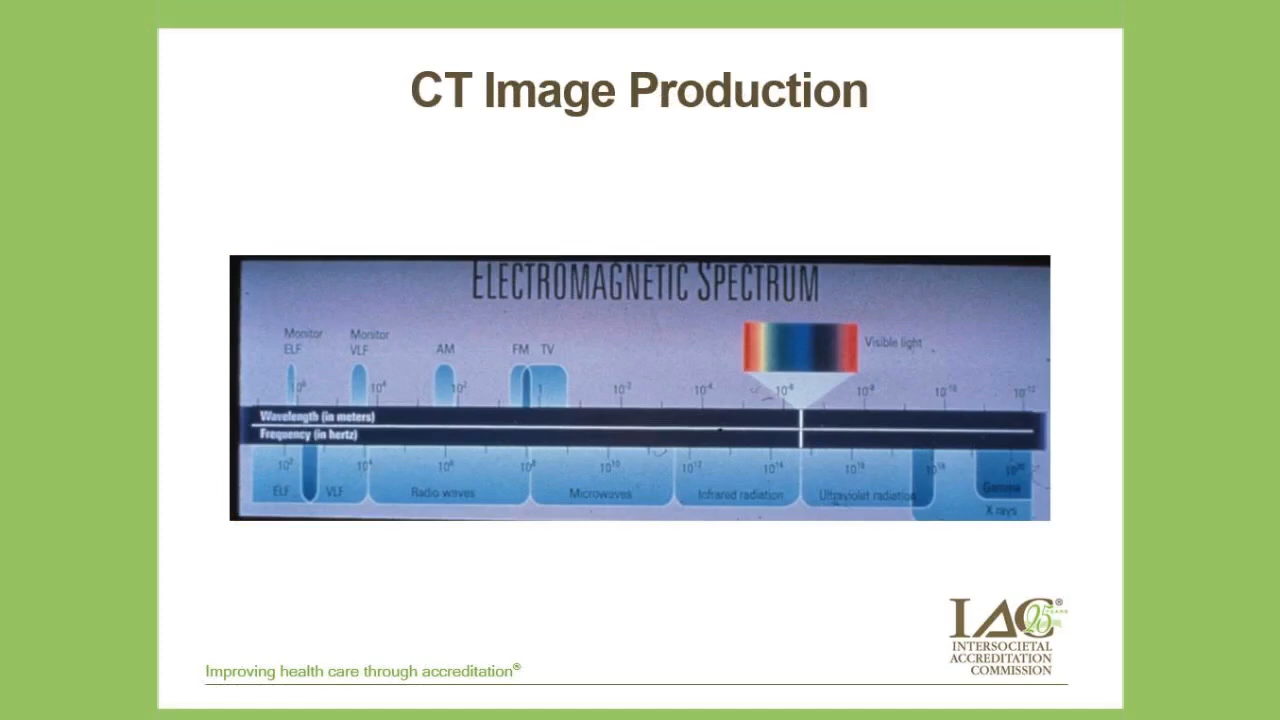 CT Image Production
ELECTROMAGNETIC SPECTRUM
Monitor ELF
Monitor VLF
AM
FM
TV
Visible light
10⁶
10⁴
10²
1
10⁻²
10⁻⁴
10⁻⁶
10⁻⁸
10⁻¹⁰
10⁻¹²
Wavelength (in meters)
Frequency (in hertz)
10²
10⁴
10⁶
10⁸
10¹⁰
10¹²
10¹⁴
10¹⁶
10¹⁸
10²⁰
ELF
VLF
Radio waves
Microwaves
Infrared radiation
Ultraviolet radiation
Gamma
X rays
IAC®
25 YEARS
INTERSOCIETAL
ACCREDITATION
COMMISSION
Improving health care through accreditation®